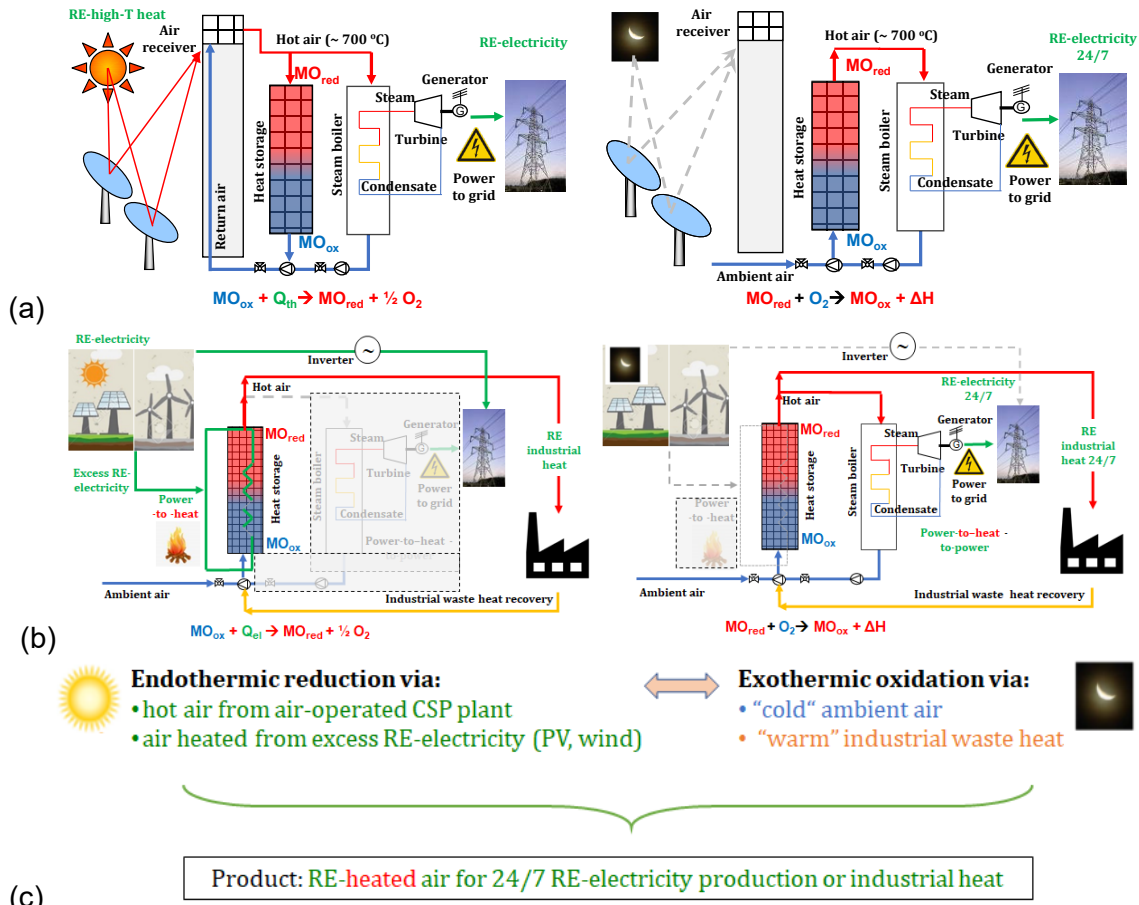 RE-high-T heat
Air
receiver
Hot air (~ 700 ⁰C)
RE-electricity
MOred
Generator
Steam
G
Turbine
Heat storage
Steam boiler
Return air
Condensate
Power
to grid
MOox
MOox + Qth → MOred + ½ O2
Air
receiver
Hot air (~ 700 ⁰C)
RE-electricity
24/7
MOred
Generator
Steam
G
Turbine
Heat storage
Steam boiler
Condensate
Power
to grid
MOox
Ambient air
MOred + O2 → MOox + ΔH
(a)
RE-electricity
~
Inverter
Hot air
MOred
Generator
Steam
G
Turbine
Excess RE-
electricity
Power
-to -heat
Heat storage
Steam boiler
Condensate
Power
to grid
RE
industrial
heat
MOox
Power-to–heat -
to-power
Ambient air
Industrial waste heat recovery
MOox + Qel → MOred + ½ O2
~
Inverter
Hot air
RE-electricity
24/7
MOred
Generator
Steam
G
Turbine
Power
-to -heat
Heat storage
Steam boiler
Condensate
Power
to grid
RE
industrial
heat 24/7
MOox
Power-to–heat -
to-power
Ambient air
Industrial waste heat recovery
MOred + O2 → MOox + ΔH
(b)
Endothermic reduction via:
•hot air from air-operated CSP plant
•air heated from excess RE-electricity (PV, wind)
Exothermic oxidation via:
• “cold“ ambient air
• “warm” industrial waste heat
Product: RE-heated air for 24/7 RE-electricity production or industrial heat
(c)